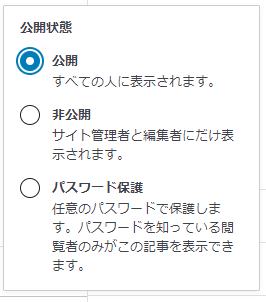 公開状態
公開
すべての人に表示されます。
非公開
サイト管理者と編集者にだけ表
示されます。
パスワード保護
任意のパスワードで保護しま
す。パスワードを知っている閲
覧者のみがこの記事を表示でき
ます。